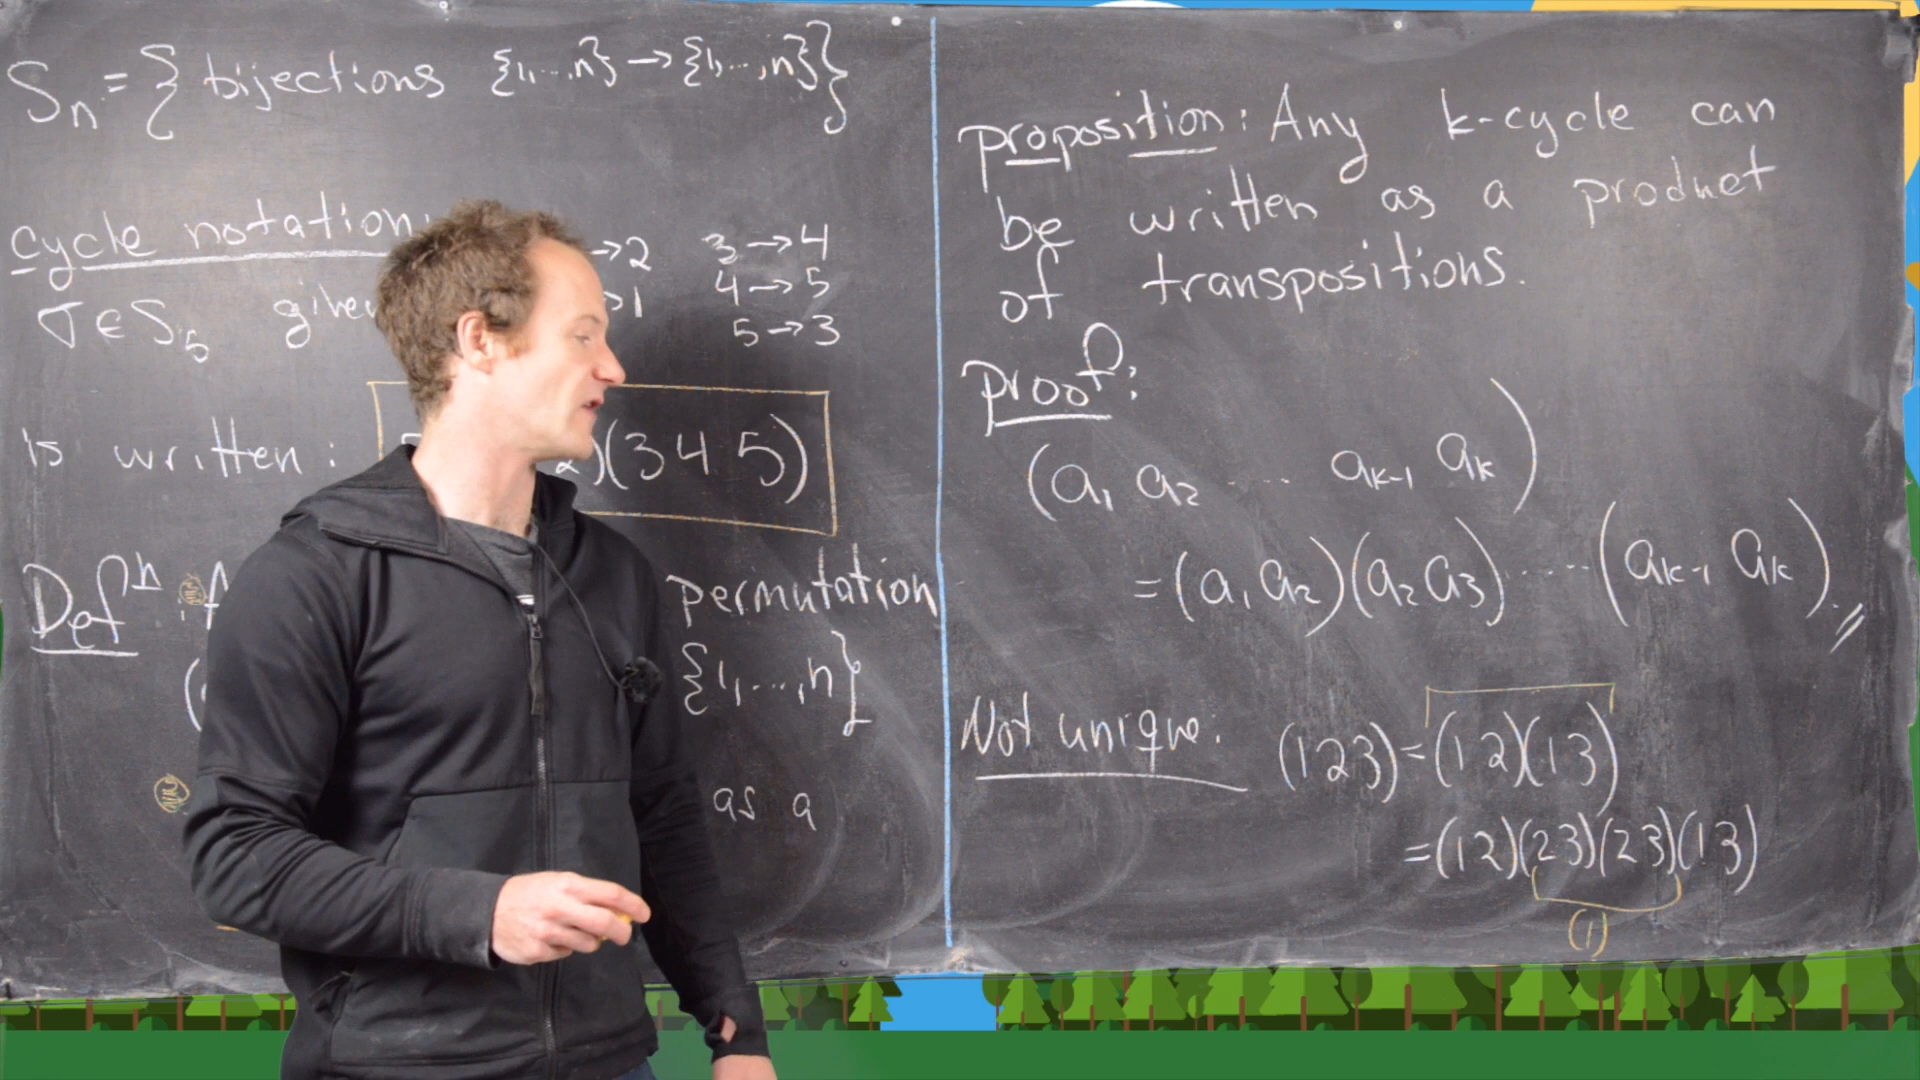 Sₙ = { bijections {1,...,n} → {1,...,n} }
cycle notation:
→2 3→4
σ∈S₅ given →1 4→5
5→3
is written: 2)(3 4 5)
Defⁿ: permutation
( {1,...,n}
as a
proposition: Any k-cycle can
be written as a product
of transpositions.
Proof:
(a₁ a₂ .... aₖ₋₁ aₖ)
=(a₁ a₂)(a₂ a₃).....(aₖ₋₁ aₖ). //
Not unique: (1 2 3)=(1 2)(1 3)
=(1 2)(2 3)(2 3)(1 3)
(1)